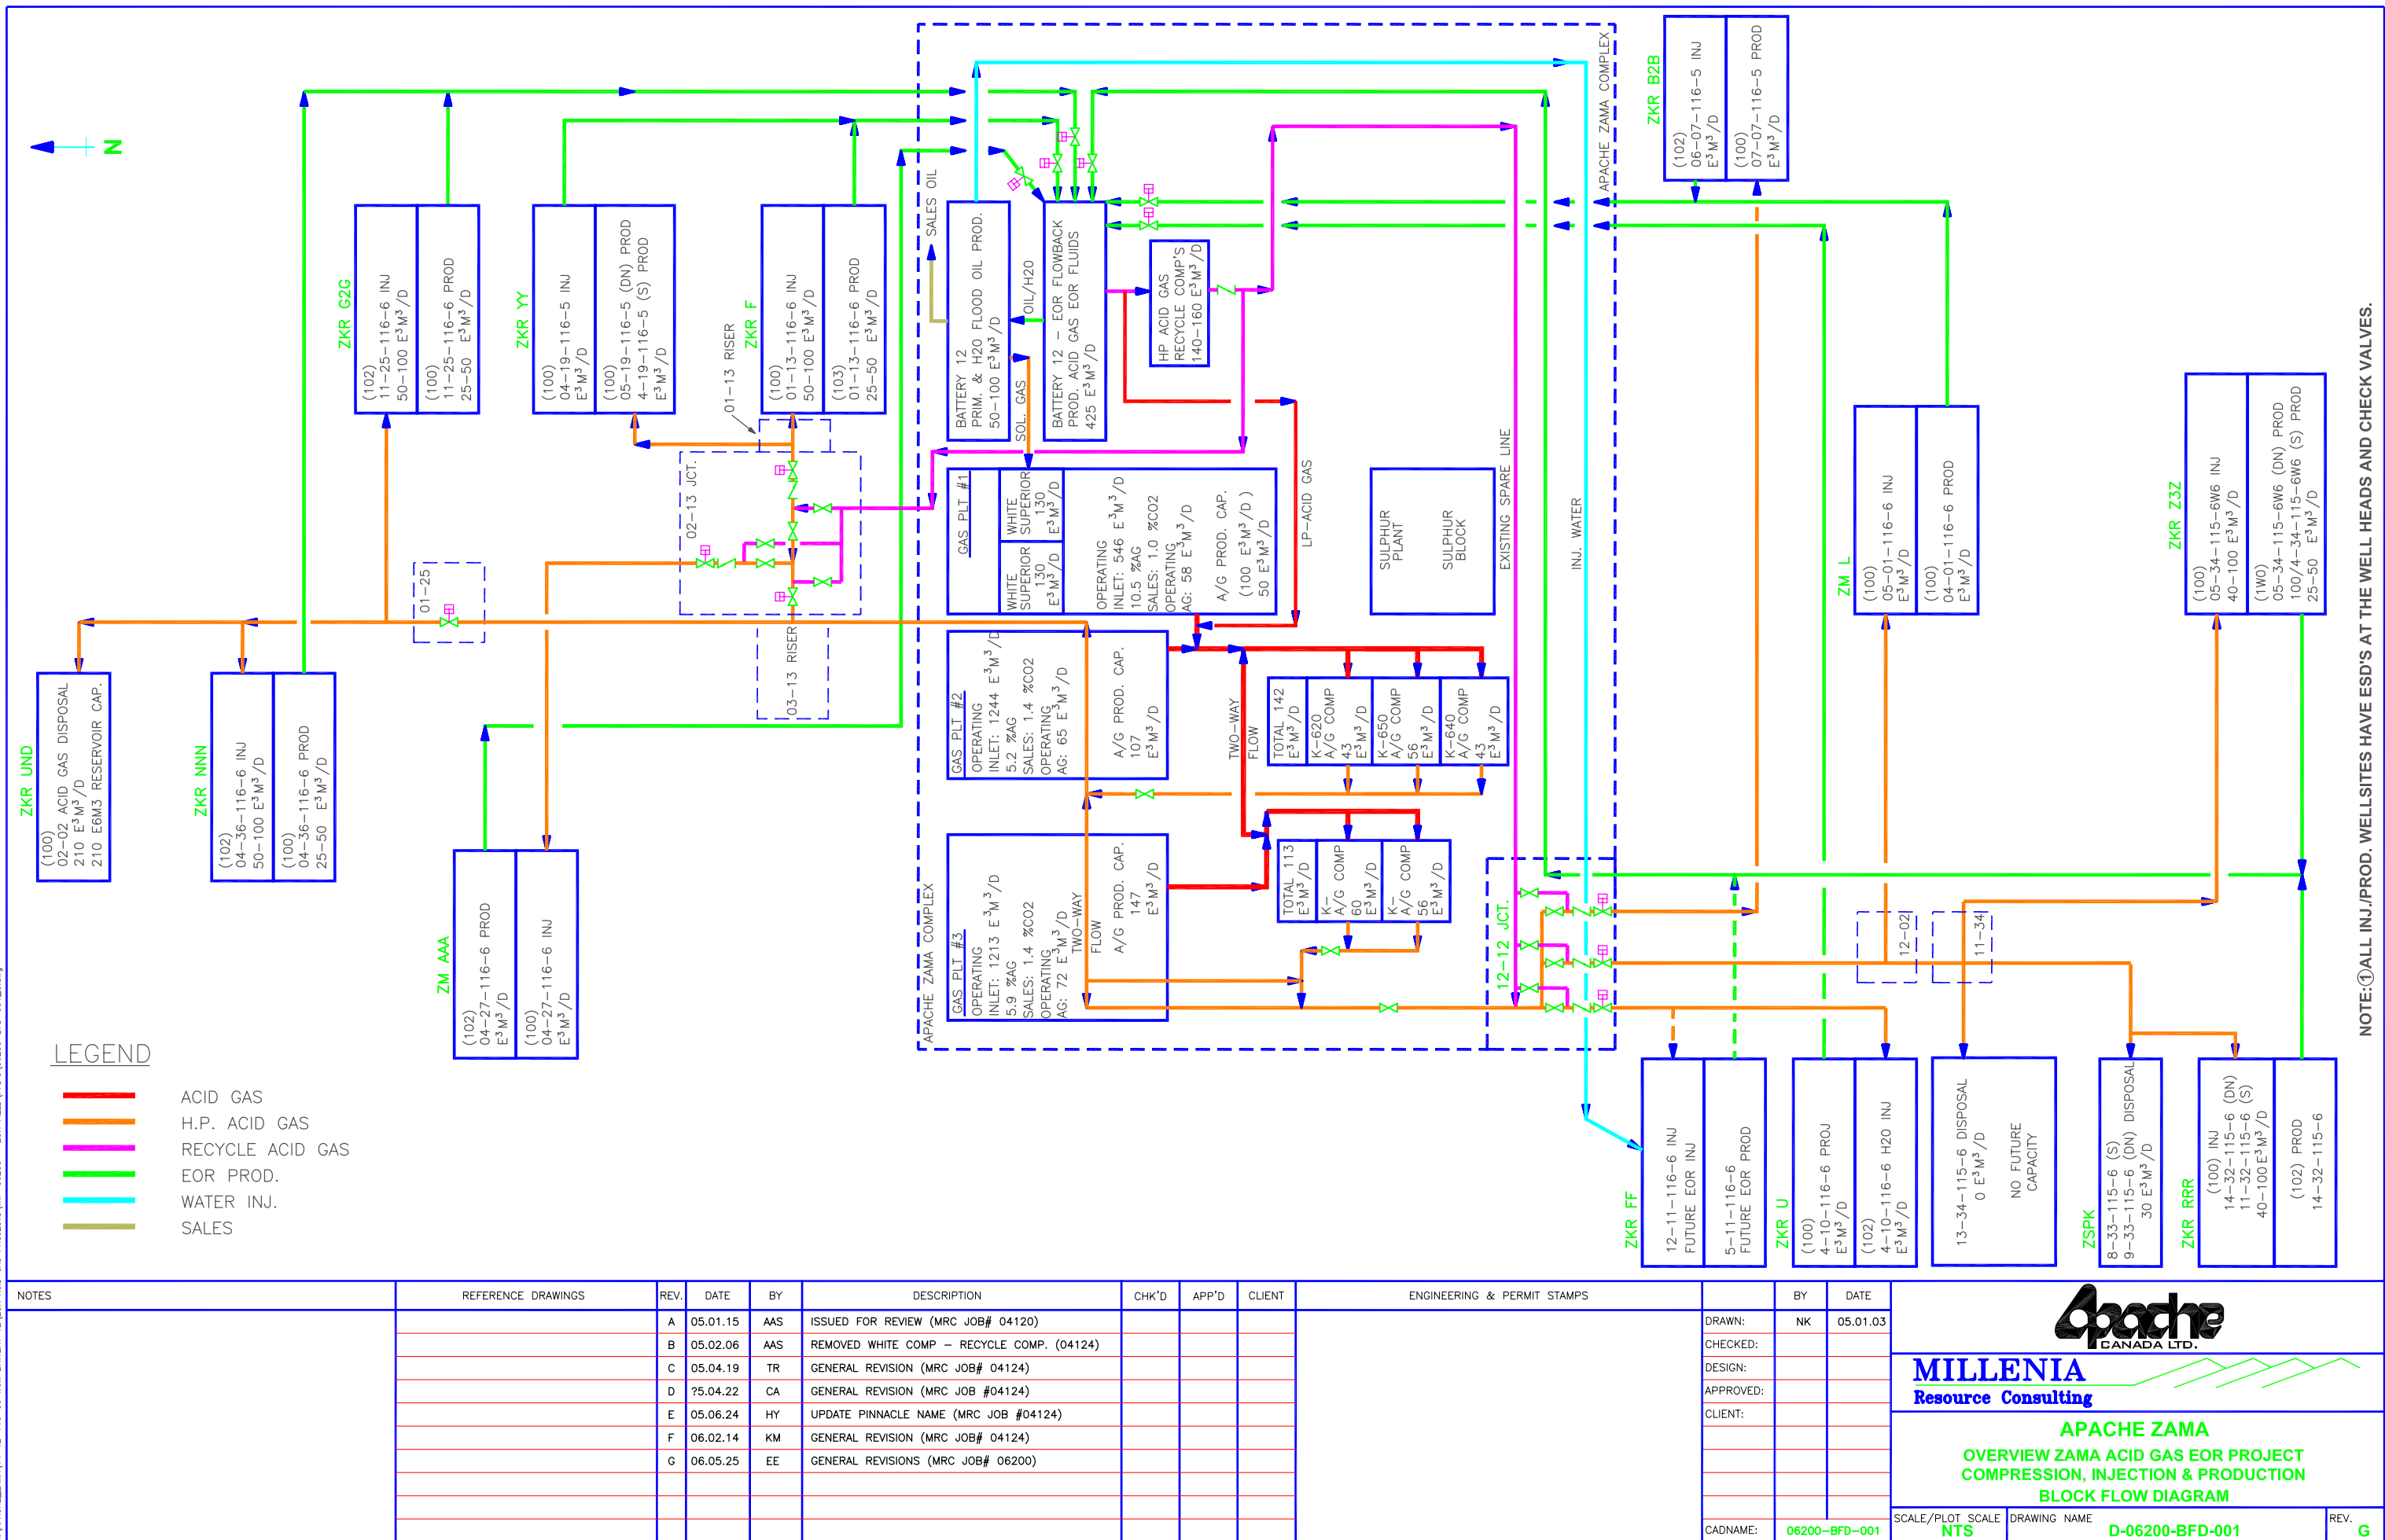 N
ZKR UND
(100)
02-02 ACID GAS DISPOSAL
210 E³M³/D
210 E6M3 RESERVOIR CAP.
ZKR NNN
(102)
04-36-116-6 INJ
50-100 E³M³/D
(100)
04-36-116-6 PROD
25-50 E³M³/D
ZKR G2G
(102)
11-25-116-6 INJ
50-100 E³M³/D
(100)
11-25-116-6 PROD
25-50 E³M³/D
ZKR YY
(100)
04-19-116-5 INJ
E³M³/D
(100)
05-19-116-5 (DN) PROD
4-19-116-5 (S) PROD
E³M³/D
01-13 RISER
ZKR F
(100)
01-13-116-6 INJ
50-100 E³M³/D
(103)
01-13-116-6 PROD
25-50 E³M³/D
01-25
02-13 JCT.
03-13 RISER
ZM AAA
(102)
04-27-116-6 PROD
E³M³/D
(100)
04-27-116-6 INJ
E³M³/D
APACHE ZAMA COMPLEX
APACHE ZAMA COMPLEX
SALES OIL
BATTERY 12
PRIM. & H20 FLOOD OIL PROD.
50-100 E³M³/D
OIL/H20
SOL. GAS
BATTERY 12 - EOR FLOWBACK
PROD. ACID GAS EOR FLUIDS
425 E³M³/D
HP ACID GAS
RECYCLE COMP'S
140-160 E³M³/D
GAS PLT #1
WHITE
SUPERIOR
130
E³M³/D
WHITE
SUPERIOR
130
E³M³/D
OPERATING
INLET: 546 E³M³/D
10.5 %AG
SALES: 1.0 %CO2
OPERATING
AG: 58 E³M³/D
A/G PROD. CAP.
(100 E³M³/D )
50 E³M³/D
LP-ACID GAS
SULPHUR
PLANT
SULPHUR
BLOCK
EXISTING SPARE LINE
INJ. WATER
GAS PLT #2
OPERATING
INLET: 1244 E³M³/D
5.2 %AG
SALES: 1.4 %CO2
OPERATING
AG: 65 E³M³/D
A/G PROD. CAP.
107
E³M³/D
TWO-WAY
FLOW
TOTAL 142
E³M³/D
K-620
A/G COMP
43
E³M³/D
K-650
A/G COMP
56
E³M³/D
K-640
A/G COMP
43
E³M³/D
GAS PLT #3
OPERATING
INLET: 1213 E³M³/D
5.9 %AG
SALES: 1.4 %CO2
OPERATING
AG: 72 E³M³/D
TWO-WAY
FLOW
A/G PROD. CAP.
147
E³M³/D
TOTAL 113
E³M³/D
K-
A/G COMP
60
E³M³/D
K-
A/G COMP
56
E³M³/D
12-12 JCT.
ZKR B2B
(102)
06-07-116-5 INJ
E³M³/D
(100)
07-07-116-5 PROD
E³M³/D
ZM L
(100)
05-01-116-6 INJ
E³M³/D
(100)
04-01-116-6 PROD
E³M³/D
ZKR Z3Z
(100)
05-34-115-6W6 INJ
40-100 E³M³/D
(1W0)
05-34-115-6W6 (DN) PROD
100/4-34-115-6W6 (S) PROD
25-50 E³M³/D
12-02
11-34
ZKR FF
12-11-116-6 INJ
FUTURE EOR INJ
5-11-116-6
FUTURE EOR PROD
ZKR U
(100)
4-10-116-6 PROJ
E³M³/D
(102)
4-10-116-6 H20 INJ
E³M³/D
13-34-115-6 DISPOSAL
0 E³M³/D
NO FUTURE
CAPACITY
ZSPK
8-33-115-6 (S)
9-33-115-6 (DN) DISPOSAL
30 E³M³/D
ZKR RRR
(100) INJ
14-32-115-6 (DN)
11-32-115-6 (S)
40-100 E³M³/D
(102) PROD
14-32-115-6
NOTE:①ALL INJ./PROD. WELLSITES HAVE ESD'S AT THE WELL HEADS AND CHECK VALVES.
LEGEND
ACID GAS
H.P. ACID GAS
RECYCLE ACID GAS
EOR PROD.
WATER INJ.
SALES
NOTES
REFERENCE DRAWINGS
REV. DATE BY DESCRIPTION CHK'D APP'D CLIENT
A 05.01.15 AAS ISSUED FOR REVIEW (MRC JOB# 04120)
B 05.02.06 AAS REMOVED WHITE COMP - RECYCLE COMP. (04124)
C 05.04.19 TR GENERAL REVISION (MRC JOB# 04124)
D ?5.04.22 CA GENERAL REVISION (MRC JOB #04124)
E 05.06.24 HY UPDATE PINNACLE NAME (MRC JOB #04124)
F 06.02.14 KM GENERAL REVISION (MRC JOB# 04124)
G 06.05.25 EE GENERAL REVISIONS (MRC JOB# 06200)
ENGINEERING & PERMIT STAMPS
BY DATE
DRAWN: NK 05.01.03
CHECKED:
DESIGN:
APPROVED:
CLIENT:
CADNAME: 06200-BFD-001
Apache
CANADA LTD.
MILLENIA
Resource Consulting
APACHE ZAMA
OVERVIEW ZAMA ACID GAS EOR PROJECT
COMPRESSION, INJECTION & PRODUCTION
BLOCK FLOW DIAGRAM
SCALE/PLOT SCALE
NTS
DRAWING NAME
D-06200-BFD-001
REV.
G